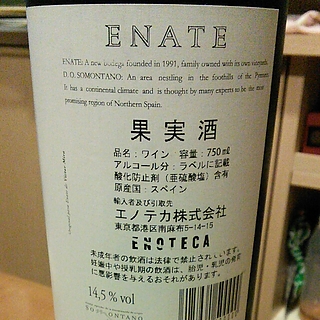 ENATE
ENATE: A new bodega founded in 1991, family owned with its own vineyards.
D.O. SOMONTANO: An area nestling in the foothills of the Pyrenees.
It has a continental climate and is thought by many experts to be the most
promising region of Northern Spain.
果実酒
品名：ワイン 容量：750mℓ
アルコール分：ラベルに記載
酸化防止剤（亜硫酸塩）含有
原産国：スペイン
輸入者及び引取先
エノテカ株式会社
東京都港区南麻布5-14-15
ENOTECA
未成年者の飲酒は法律で禁止されています。
妊娠中や授乳期の飲酒は、胎児・乳児の発育
に悪影響を与えるおそれがあります。
14,5 % vol
SOMONTANO